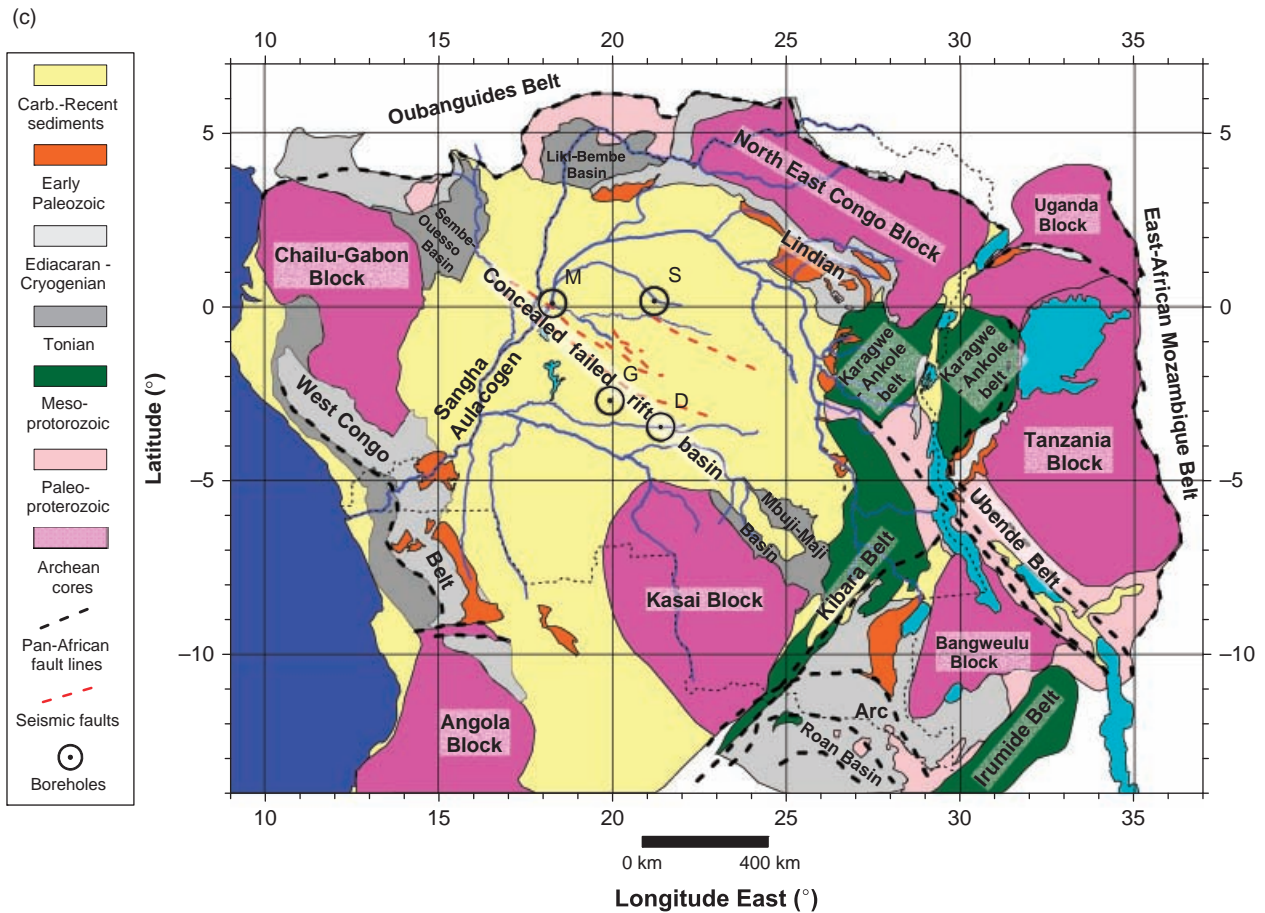 (c)
Carb.-Recent
sediments
Early
Paleozoic
Ediacaran -
Cryogenian
Tonian
Meso-
protorozoic
Paleo-
proterozoic
Archean
cores
Pan-African
fault lines
Seismic faults
Boreholes
10
15
20
25
30
35
5
0
−5
−10
5
0
−5
−10
10
15
20
25
30
35
Latitude (°)
Longitude East (°)
0 km
400 km
Oubanguides Belt
Liki-Bembe
Basin
North East Congo Block
Uganda
Block
East-African Mozambique Belt
Sembe-
Ouesso
Basin
Chailu-Gabon
Block
Lindian
M
S
G
D
Concealed failed rift basin
Sangha
Aulacogen
Karagwe
Ankole
belt
Karagwe
Ankole
belt
West Congo
Belt
Tanzania
Block
Mbuji-Maji
Basin
Ubende Belt
Kibara Belt
Kasai Block
Bangweulu
Block
Angola
Block
Arc
Roan Basin
Irumide Belt